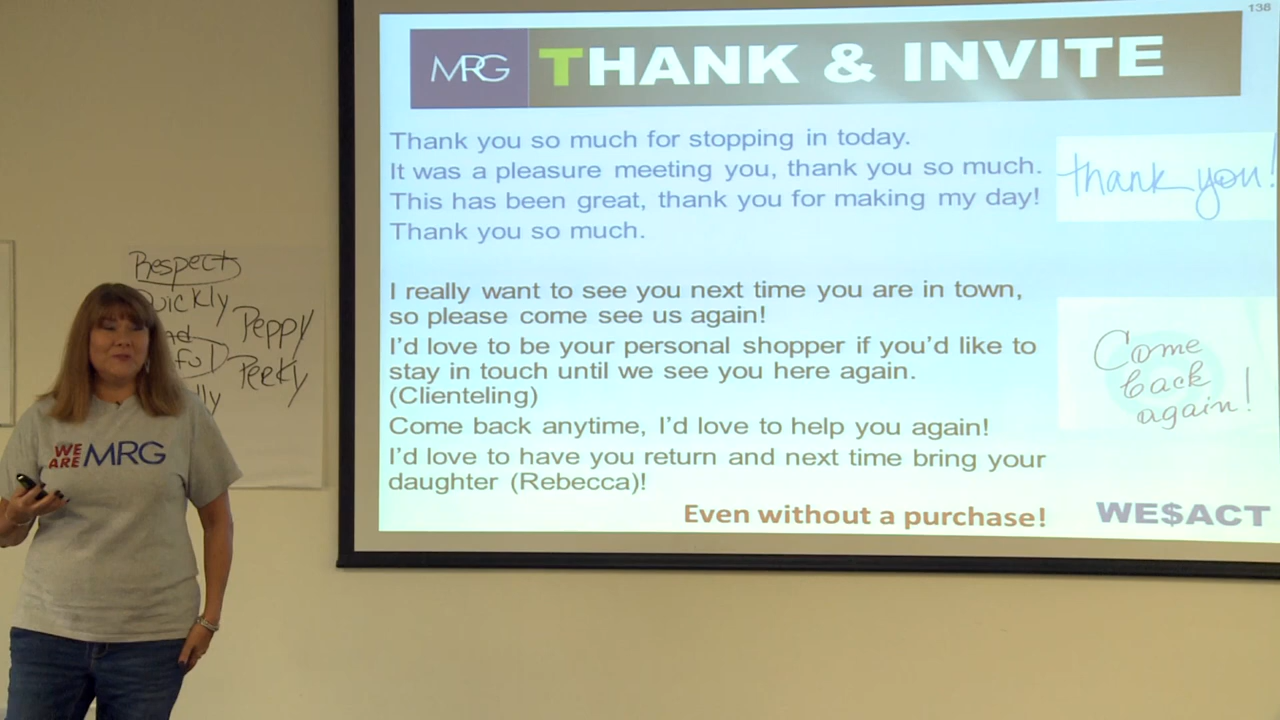 138
MRG THANK & INVITE
Thank you so much for stopping in today.
It was a pleasure meeting you, thank you so much.
This has been great, thank you for making my day!
Thank you so much.
thank you!
I really want to see you next time you are in town,
so please come see us again!
I'd love to be your personal shopper if you'd like to
stay in touch until we see you here again.
(Clienteling)
Come back anytime, I'd love to help you again!
I'd love to have you return and next time bring your
daughter (Rebecca)!
Come
back
again!
Even without a purchase!
WE$ACT
Respect
Peppy
Perky
WE ARE MRG